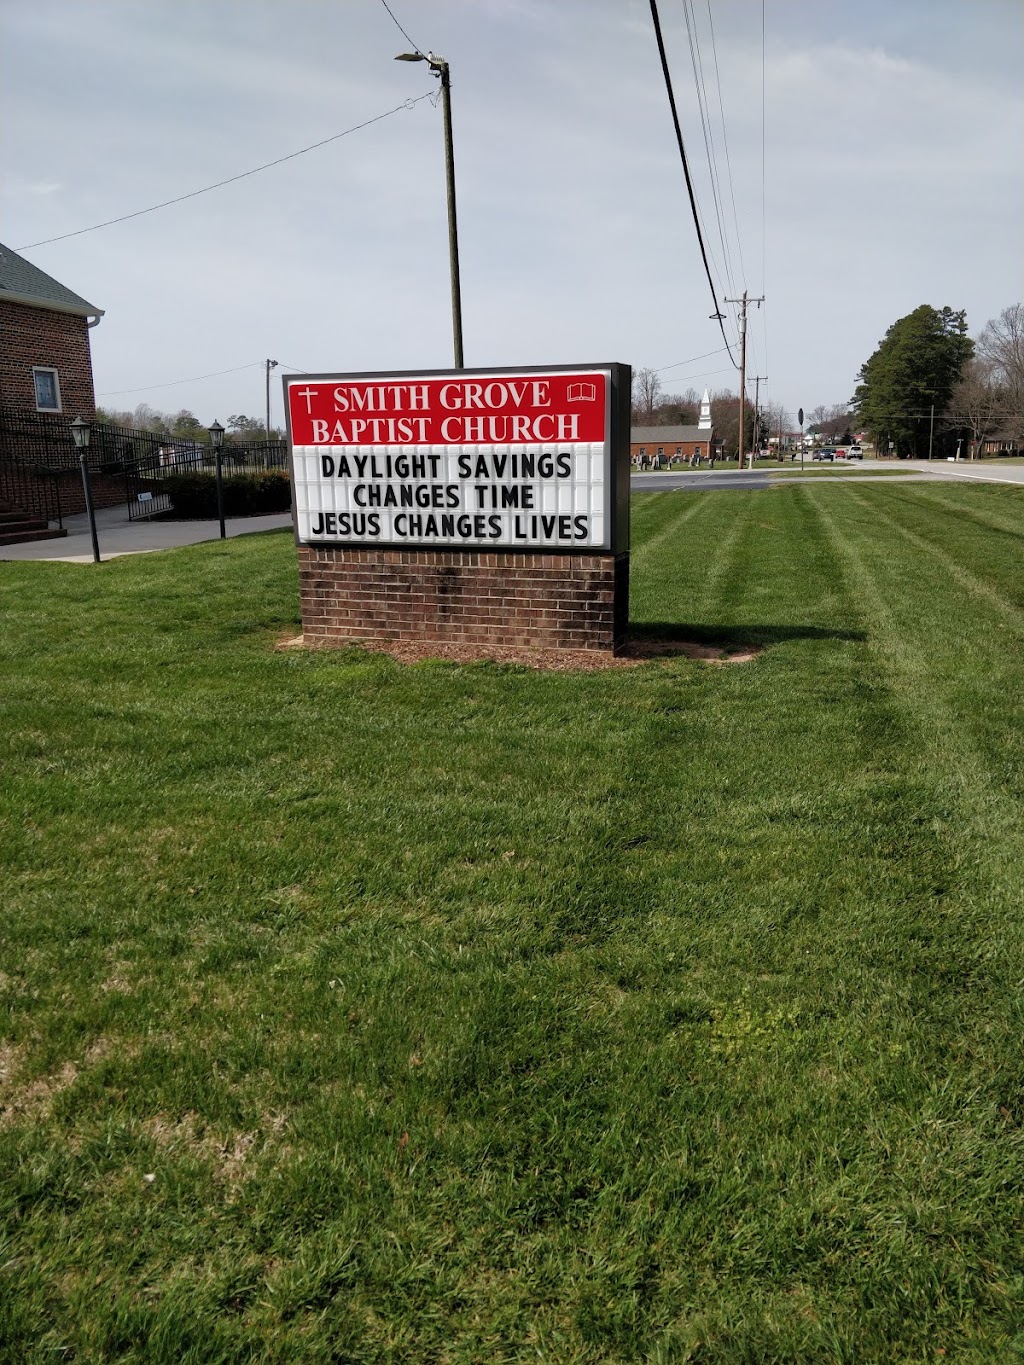 SMITH GROVE
BAPTIST CHURCH
DAYLIGHT SAVINGS
CHANGES TIME
JESUS CHANGES LIVES